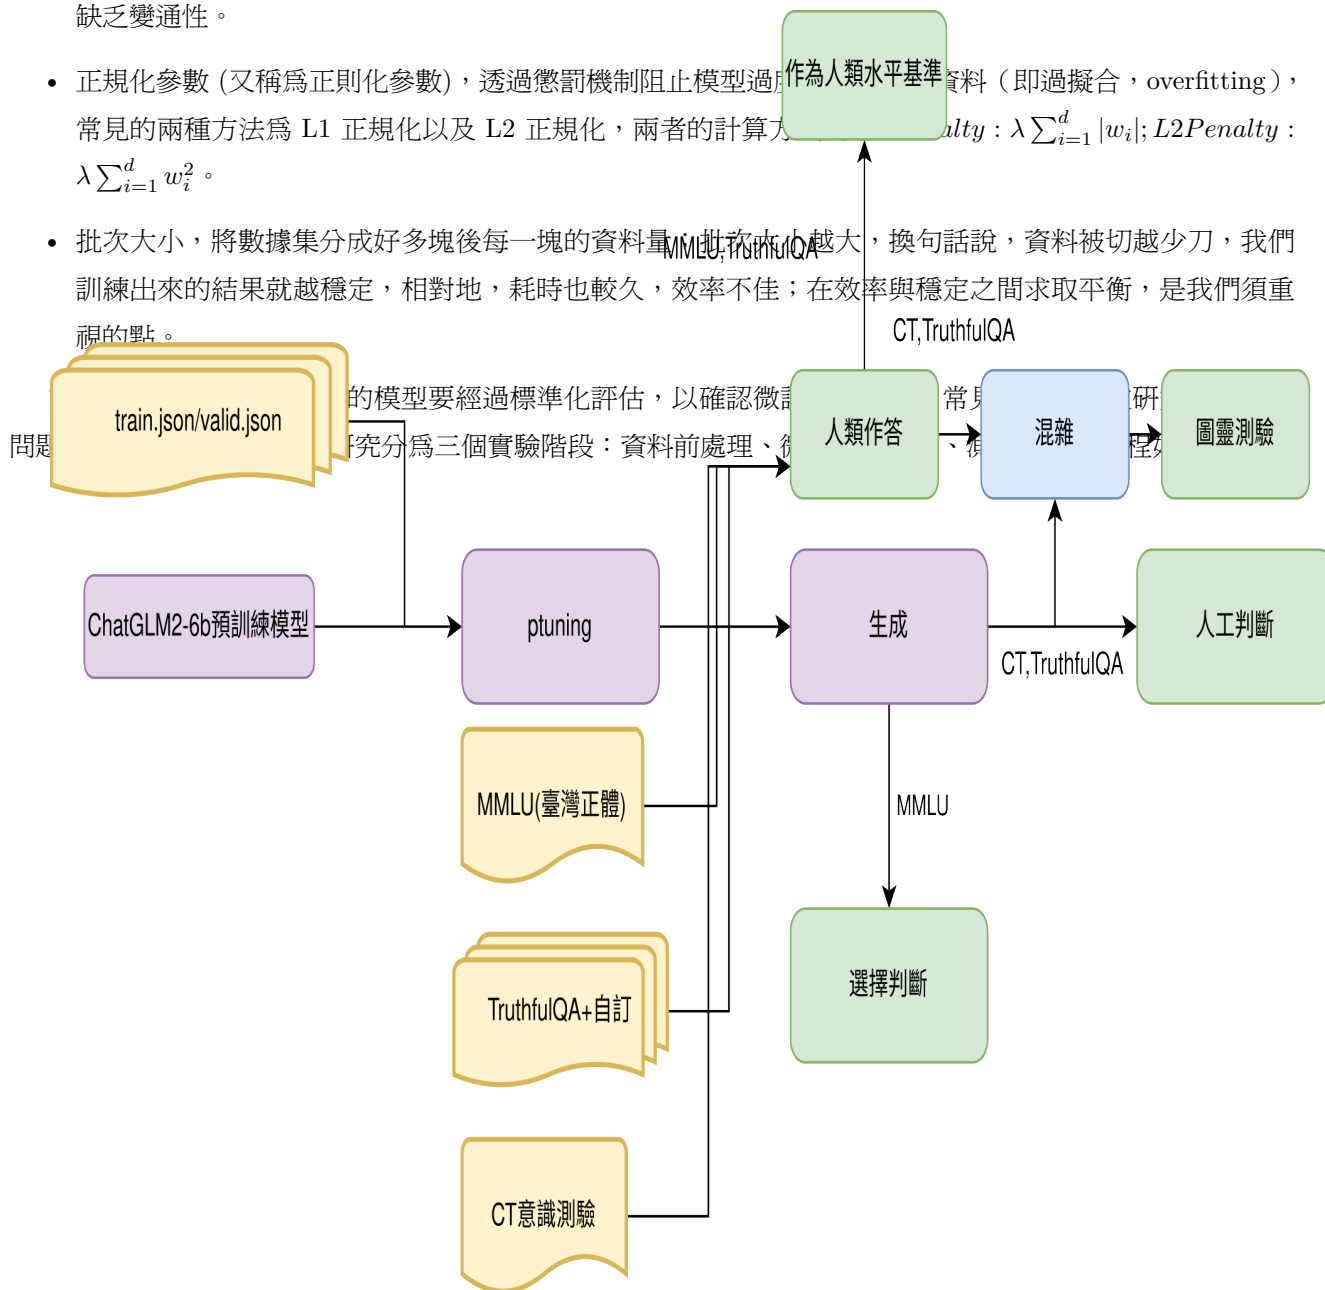 缺乏變通性。
• 正規化參數 (又稱爲正則化參數)，透過懲罰機制阻止模型過 資料（即過擬合，overfitting），
常見的兩種方法爲 L1 正規化以及 L2 正規化，兩者的計算方 alty : λ∑_{i=1}^{d} |w_i|; L2Penalty :
λ∑_{i=1}^{d} w_i^2。
• 批次大小，將數據集分成好多塊後每一塊的資料量；批次大小越大，換句話說，資料被切越少刀，我們
訓練出來的結果就越穩定，相對地，耗時也較久，效率不佳；在效率與穩定之間求取平衡，是我們須重
視的點。
的模型要經過標準化評估，以確認微 常 研
問題 究分爲三個實驗階段：資料前處理、 、 程
作為人類水平基準
MMLU,TruthfulQA
CT,TruthfulQA
train.json/valid.json
人類作答
混雜
圖靈測驗
ChatGLM2-6b預訓練模型
ptuning
生成
人工判斷
CT,TruthfulQA
MMLU(臺灣正體)
MMLU
TruthfulQA+自訂
選擇判斷
CT意識測驗